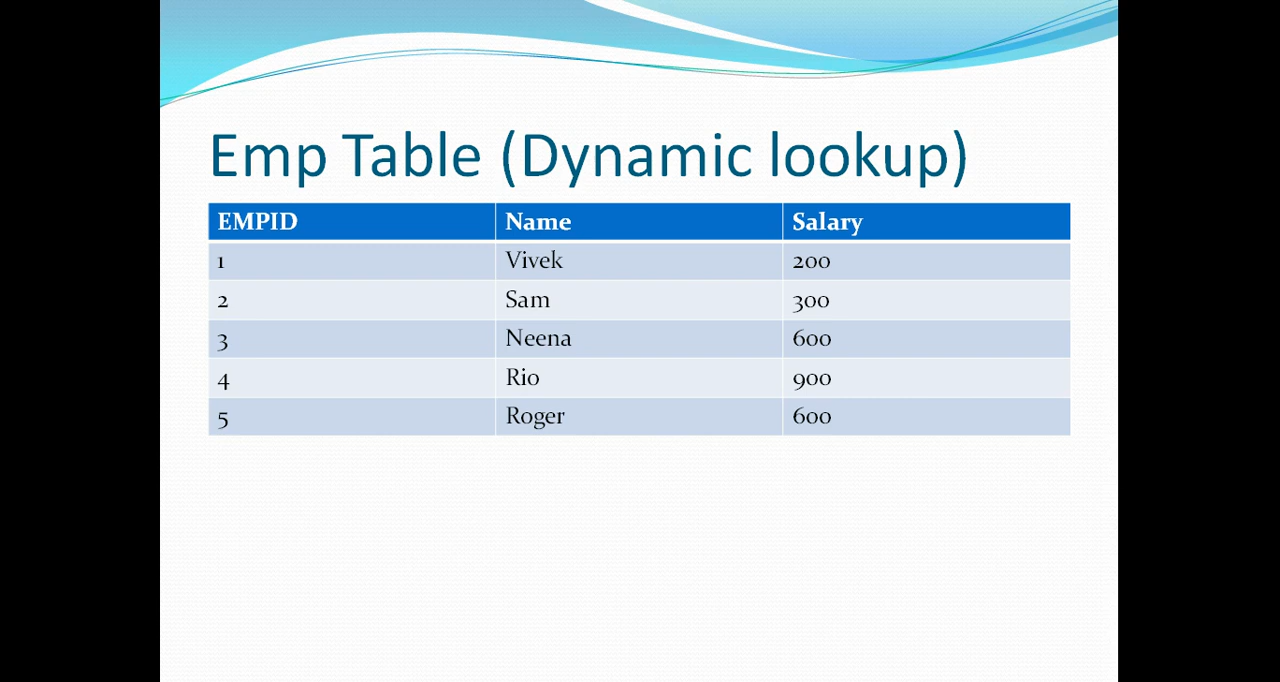 Emp Table (Dynamic lookup)
EMPID Name Salary
1 Vivek 200
2 Sam 300
3 Neena 600
4 Rio 900
5 Roger 600